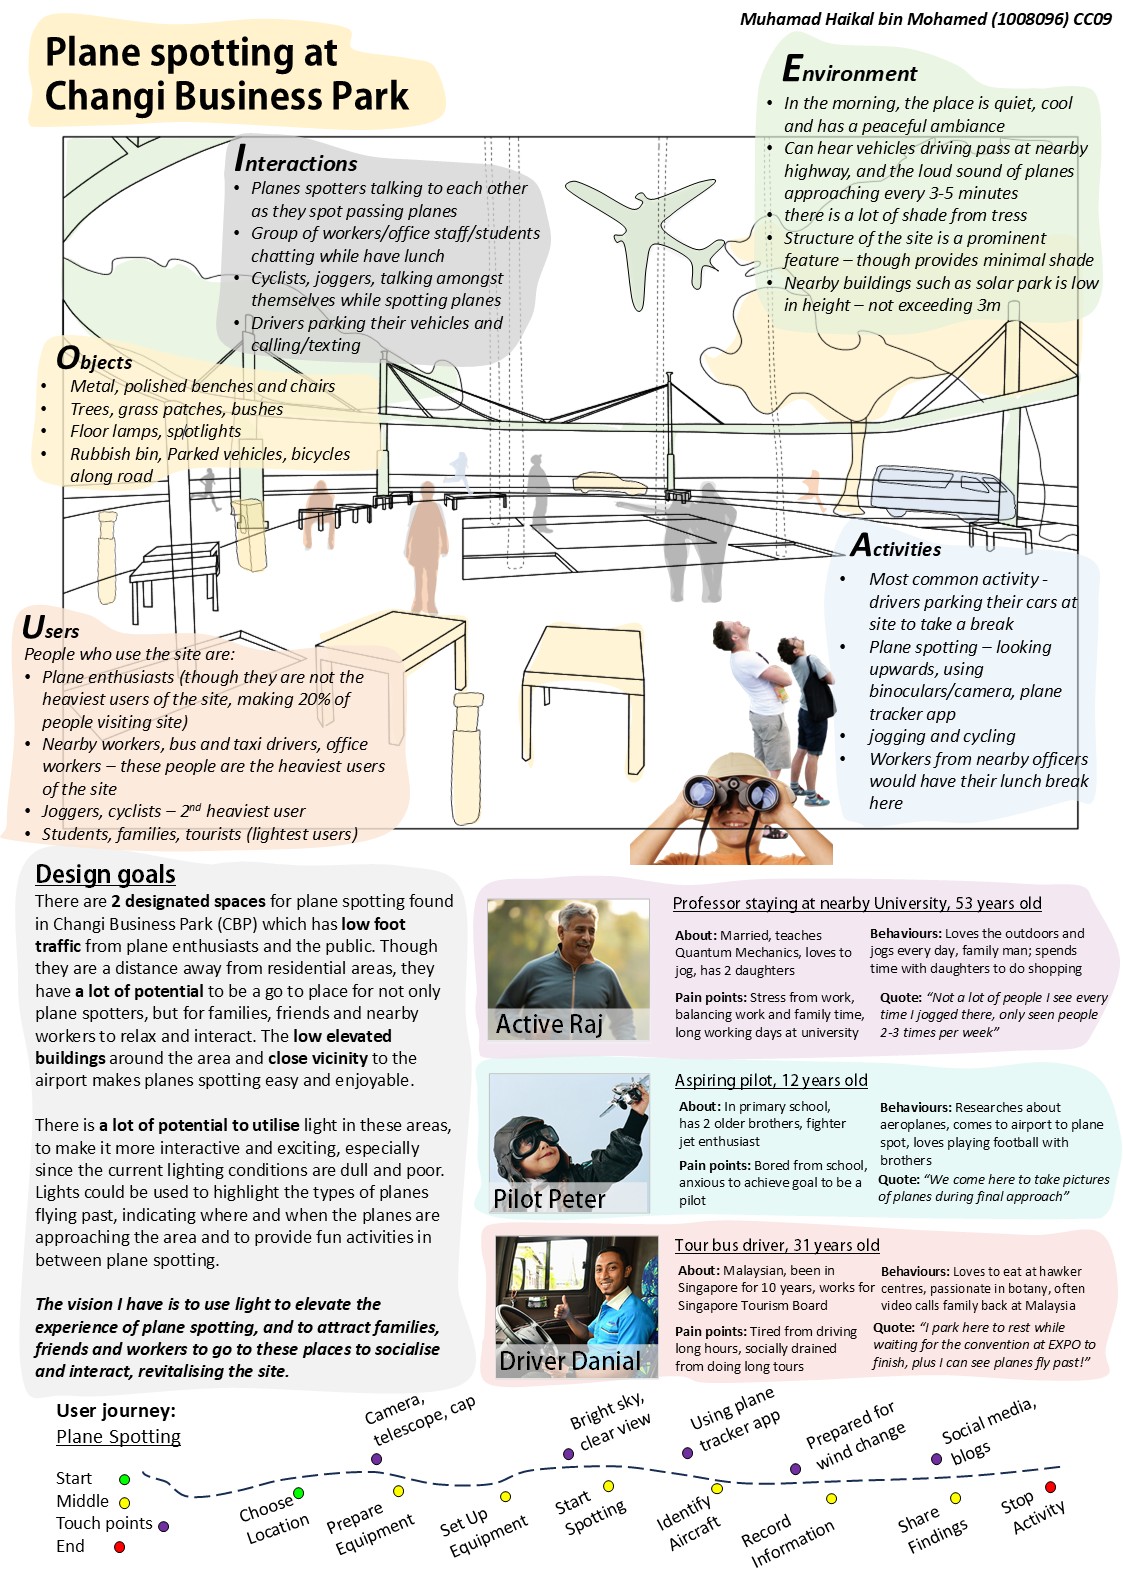 Muhamad Haikal bin Mohamed (1008096) CC09
Plane spotting at
Changi Business Park
Environment
• In the morning, the place is quiet, cool
and has a peaceful ambiance
• Can hear vehicles driving pass at nearby
highway, and the loud sound of planes
approaching every 3-5 minutes
• there is a lot of shade from tress
• Structure of the site is a prominent
feature – though provides minimal shade
• Nearby buildings such as solar park is low
in height – not exceeding 3m
Interactions
• Planes spotters talking to each other
as they spot passing planes
• Group of workers/office staff/students
chatting while have lunch
• Cyclists, joggers, talking amongst
themselves while spotting planes
• Drivers parking their vehicles and
calling/texting
Objects
• Metal, polished benches and chairs
• Trees, grass patches, bushes
• Floor lamps, spotlights
• Rubbish bin, Parked vehicles, bicycles
along road
Activities
• Most common activity -
drivers parking their cars at
site to take a break
• Plane spotting – looking
upwards, using
binoculars/camera, plane
tracker app
• jogging and cycling
• Workers from nearby officers
would have their lunch break
here
Users
People who use the site are:
• Plane enthusiasts (though they are not the
heaviest users of the site, making 20% of
people visiting site)
• Nearby workers, bus and taxi drivers, office
workers – these people are the heaviest users
of the site
• Joggers, cyclists – 2nd heaviest user
• Students, families, tourists (lightest users)
Design goals
There are 2 designated spaces for plane spotting found
in Changi Business Park (CBP) which has low foot
traffic from plane enthusiasts and the public. Though
they are a distance away from residential areas, they
have a lot of potential to be a go to place for not only
plane spotters, but for families, friends and nearby
workers to relax and interact. The low elevated
buildings around the area and close vicinity to the
airport makes planes spotting easy and enjoyable.
There is a lot of potential to utilise light in these areas,
to make it more interactive and exciting, especially
since the current lighting conditions are dull and poor.
Lights could be used to highlight the types of planes
flying past, indicating where and when the planes are
approaching the area and to provide fun activities in
between plane spotting.
The vision I have is to use light to elevate the
experience of plane spotting, and to attract families,
friends and workers to go to these places to socialise
and interact, revitalising the site.
Active Raj
Professor staying at nearby University, 53 years old
About: Married, teaches
Quantum Mechanics, loves to
jog, has 2 daughters
Behaviours: Loves the outdoors and
jogs every day, family man; spends
time with daughters to do shopping
Pain points: Stress from work,
balancing work and family time,
long working days at university
Quote: “Not a lot of people I see every
time I jogged there, only seen people
2-3 times per week”
Pilot Peter
Aspiring pilot, 12 years old
About: In primary school,
has 2 older brothers, fighter
jet enthusiast
Behaviours: Researches about
aeroplanes, comes to airport to plane
spot, loves playing football with
brothers
Pain points: Bored from school,
anxious to achieve goal to be a
pilot
Quote: “We come here to take pictures
of planes during final approach”
Driver Danial
Tour bus driver, 31 years old
About: Malaysian, been in
Singapore for 10 years, works for
Singapore Tourism Board
Behaviours: Loves to eat at hawker
centres, passionate in botany, often
video calls family back at Malaysia
Pain points: Tired from driving
long hours, socially drained
from doing long tours
Quote: “I park here to rest while
waiting for the convention at EXPO to
finish, plus I can see planes fly past!”
User journey:
Plane Spotting
Start
Middle
Touch points
End
Camera,
telescope, cap
Bright sky,
clear view
Using plane
tracker app
Prepared for
wind change
Social media,
blogs
Choose
Location
Prepare
Equipment
Set Up
Equipment
Start
Spotting
Identify
Aircraft
Record
Information
Share
Findings
Stop
Activity